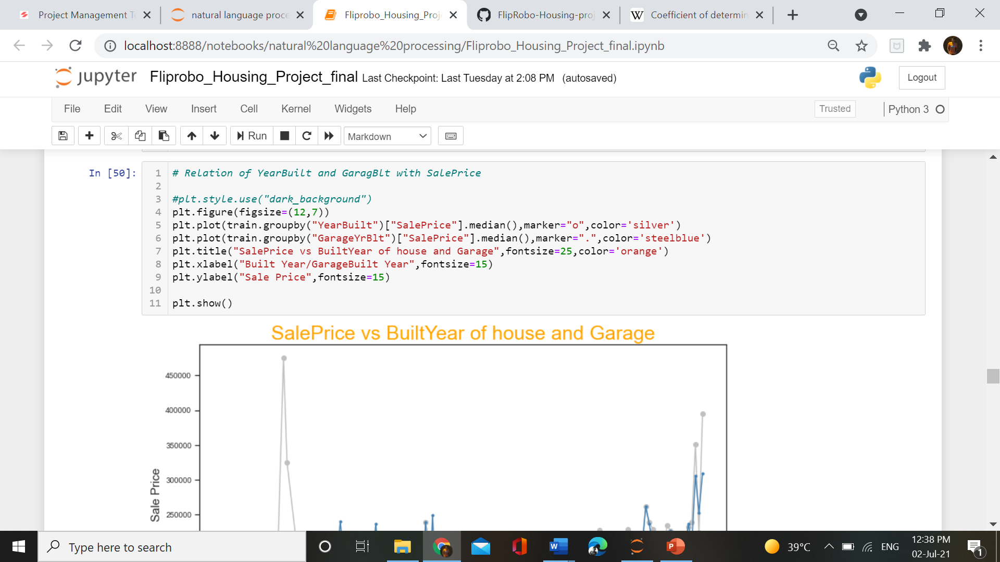 Project Management T
natural language proce
Fliprobo_Housing_Proj
FlipRobo-Housing-proj
W Coefficient of determin
localhost:8888/notebooks/natural%20language%20processing/Fliprobo_Housing_Project_final.ipynb
jupyter Fliprobo_Housing_Project_final Last Checkpoint: Last Tuesday at 2:08 PM (autosaved)
Logout
File Edit View Insert Cell Kernel Widgets Help
Trusted
Python 3
Run
Markdown
In [50]:
1 # Relation of YearBuilt and GaragBlt with SalePrice
2
3 #plt.style.use("dark_background")
4 plt.figure(figsize=(12,7))
5 plt.plot(train.groupby("YearBuilt")["SalePrice"].median(),marker="o",color='silver')
6 plt.plot(train.groupby("GarageYrBlt")["SalePrice"].median(),marker=".",color='steelblue')
7 plt.title("SalePrice vs BuiltYear of house and Garage",fontsize=25,color='orange')
8 plt.xlabel("Built Year/GarageBuilt Year",fontsize=15)
9 plt.ylabel("Sale Price",fontsize=15)
10
11 plt.show()
SalePrice vs BuiltYear of house and Garage
450000
400000
350000
300000
250000
Sale Price
Type here to search
W
P
39°C
ENG
12:38 PM
02-Jul-21
1